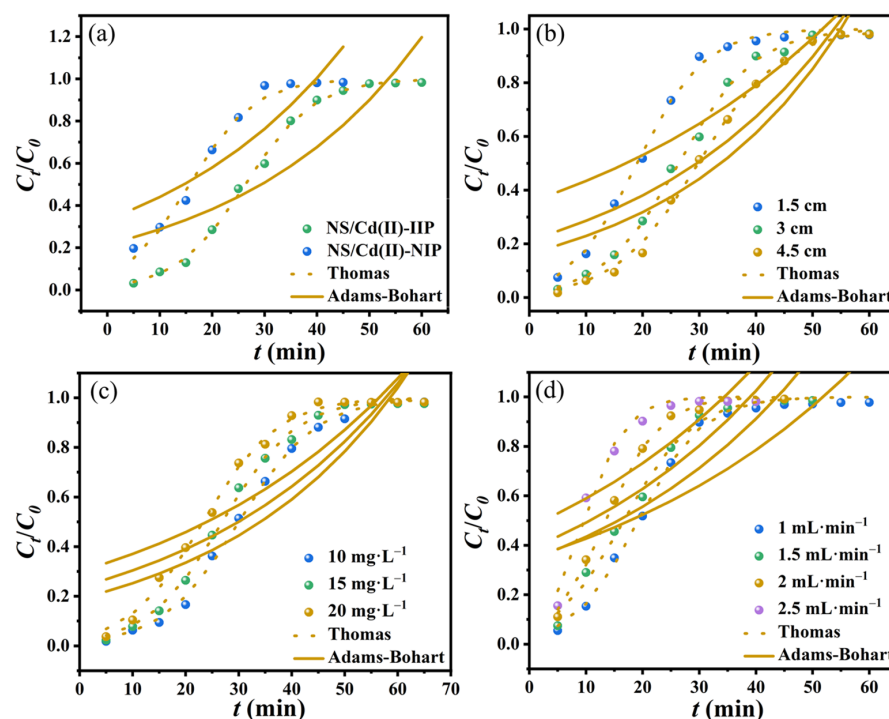 (a)
C_t/C_0
1.2
1.0
0.8
0.6
0.4
0.2
0.0
NS/Cd(II)-IIP
NS/Cd(II)-NIP
Thomas
Adams-Bohart
0 10 20 30 40 50 60
t (min)
(b)
C_t/C_0
1.0
0.8
0.6
0.4
0.2
0.0
1.5 cm
3 cm
4.5 cm
Thomas
Adams-Bohart
0 10 20 30 40 50 60
t (min)
(c)
C_t/C_0
1.0
0.8
0.6
0.4
0.2
0.0
10 mg·L⁻¹
15 mg·L⁻¹
20 mg·L⁻¹
Thomas
Adams-Bohart
0 10 20 30 40 50 60 70
t (min)
(d)
C_t/C_0
1.0
0.8
0.6
0.4
0.2
0.0
1 mL·min⁻¹
1.5 mL·min⁻¹
2 mL·min⁻¹
2.5 mL·min⁻¹
Thomas
Adams-Bohart
0 10 20 30 40 50 60
t (min)